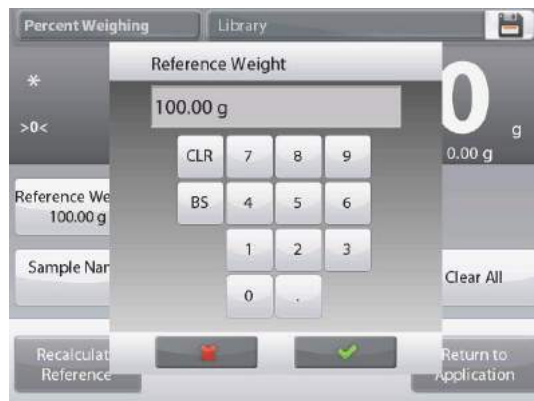 Percent Weighing
Library
Reference Weight
*
100.00 g
0
>0<
g
0.00 g
CLR 7 8 9
Reference We
100.00 g
BS 4 5 6
1 2 3
Sample Nar
Clear All
0 .
Recalculat
Reference
Return to
Application